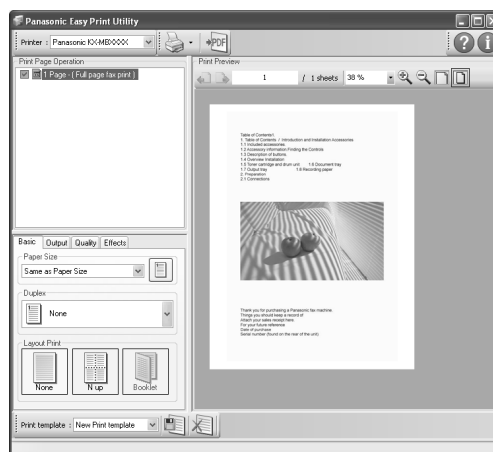 Panasonic Easy Print Utility
Printer : Panasonic KX-MBXXXX
PDF
Print Page Operation
1 Page - ( Full page fax print )
Print Preview
1 / 1 sheets 38 %
Table of Contents1.
1. Table of Contents / Introduction and Installation Accessories
1.1 Included accessories
1.2 Accessory information Finding the Controls
1.3 Description of buttons
1.4 Overview Installation
1.5 Toner cartridge and drum unit 1.6 Document tray
1.7 Output tray 1.8 Recording paper
2. Preparation
2.1 Connections
Thank you for purchasing a Panasonic fax machine.
Things you should keep a record of
Attach your sales receipt here
For your future reference
Date of purchase
Serial number (found on the rear of the unit)
Basic Output Quality Effects
Paper Size
Same as Paper Size
Duplex
None
Layout Print
None
N up
Booklet
Print template : New Print template